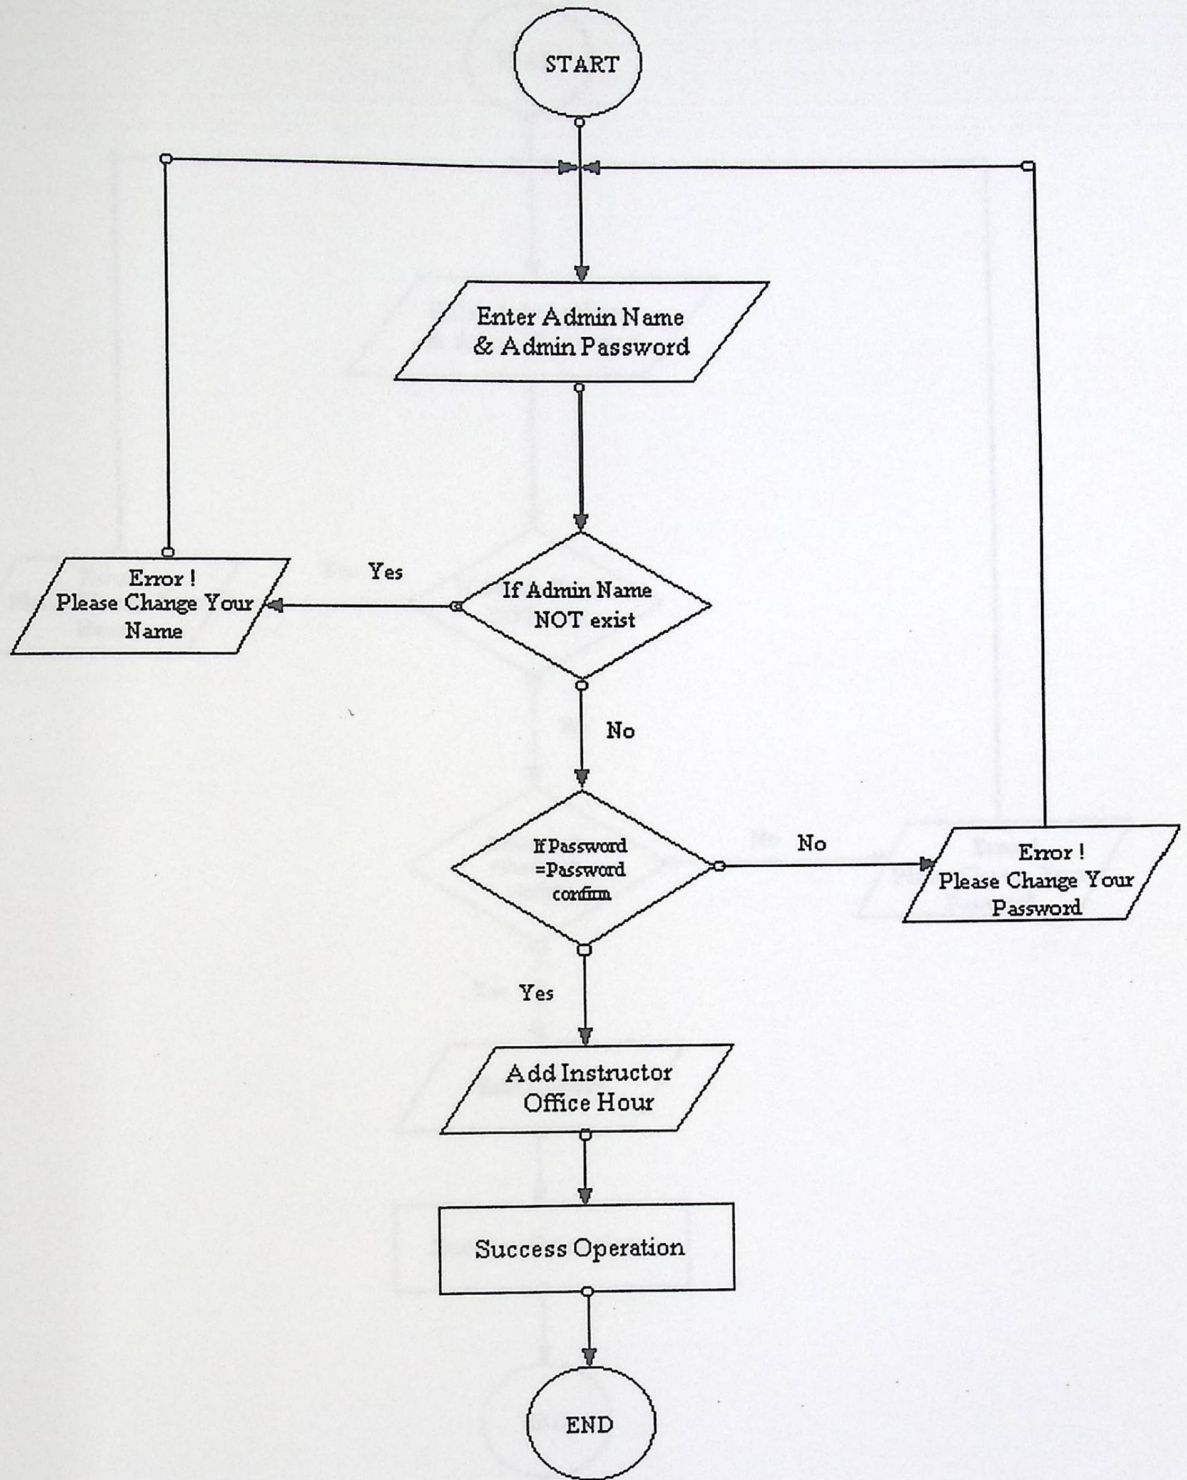 START
Enter Admin Name
& Admin Password
Yes
If Admin Name
NOT exist
Error !
Please Change Your
Name
No
If Password
=Password
confirm
No
Error !
Please Change Your
Password
Yes
Add Instructor
Office Hour
Success Operation
END